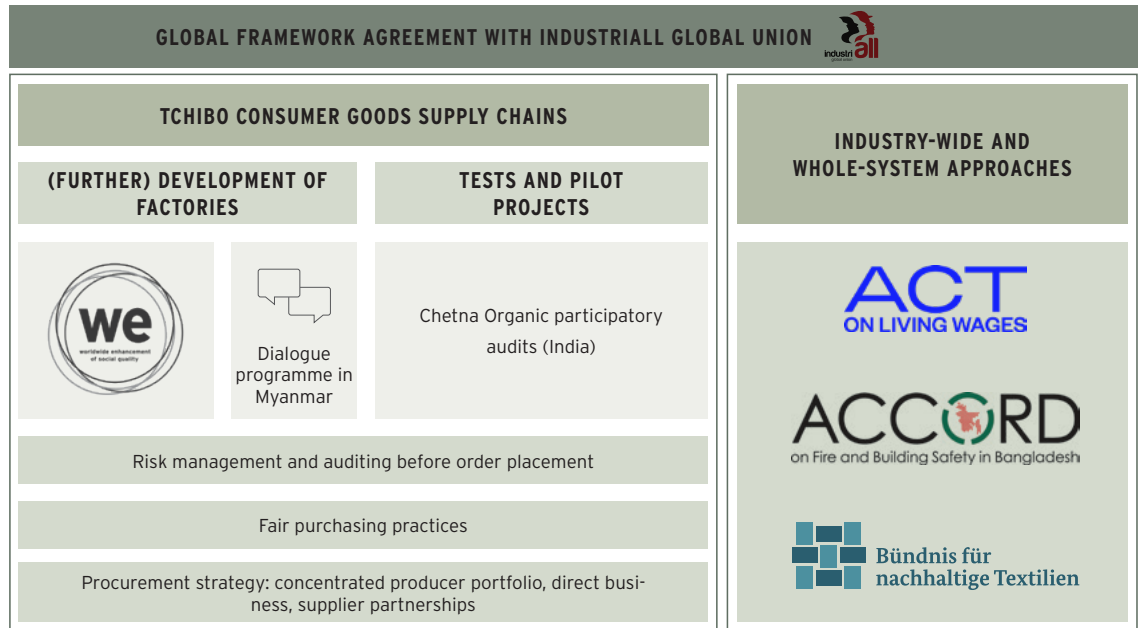 GLOBAL FRAMEWORK AGREEMENT WITH INDUSTRIALL GLOBAL UNION
industri
all
global union
TCHIBO CONSUMER GOODS SUPPLY CHAINS
(FURTHER) DEVELOPMENT OF
FACTORIES
we
worldwide enhancement
of social quality
Dialogue
programme in
Myanmar
TESTS AND PILOT
PROJECTS
Chetna Organic participatory
audits (India)
Risk management and auditing before order placement
Fair purchasing practices
Procurement strategy: concentrated producer portfolio, direct busi-
ness, supplier partnerships
INDUSTRY-WIDE AND
WHOLE-SYSTEM APPROACHES
ACT
ON LIVING WAGES
ACCORD
on Fire and Building Safety in Bangladesh
Bündnis für
nachhaltige Textilien